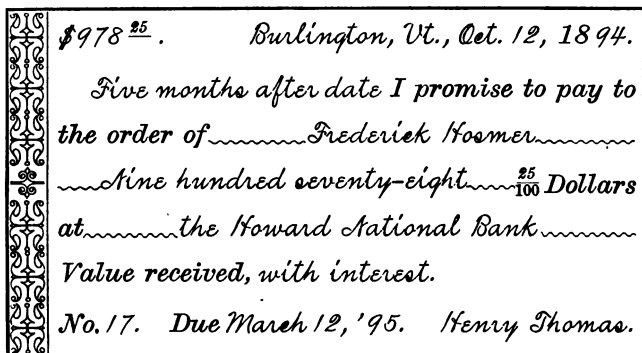 $978 25/100. Burlington, Vt., Oct. 12, 1894.
Five months after date I promise to pay to
the order of Frederick Hosmer
Nine hundred seventy-eight 25/100 Dollars
at the Howard National Bank
Value received, with interest.
No. 17. Due March 12, '95. Henry Thomas.